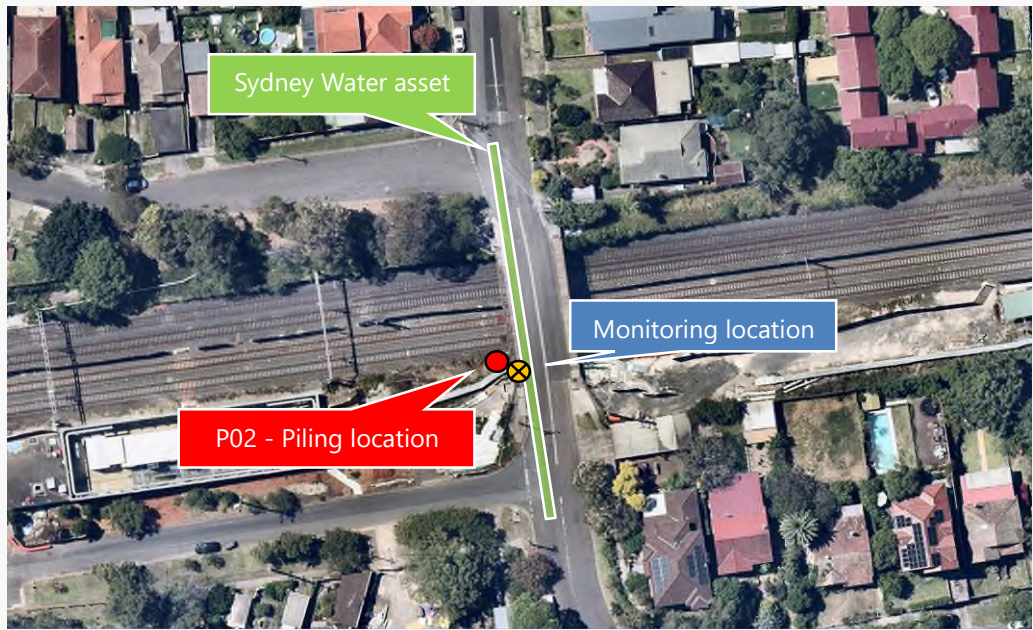 Sydney Water asset
Monitoring location
P02 - Piling location